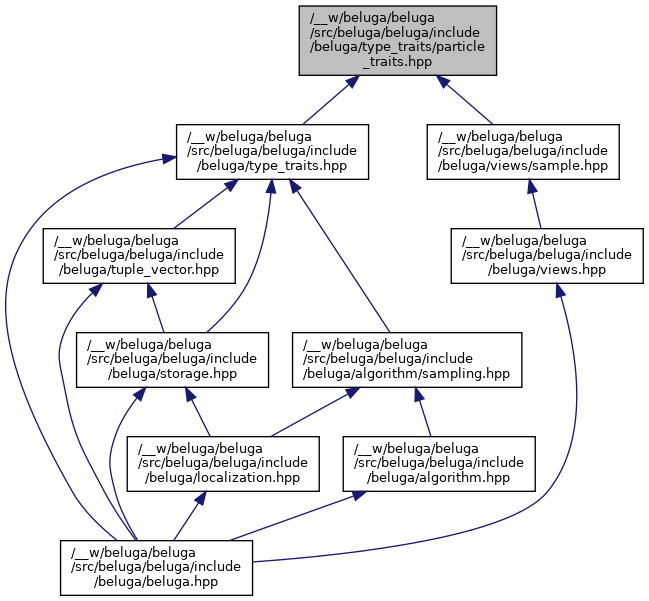 /__w/beluga/beluga
/src/beluga/beluga/include
/beluga/type_traits/particle
_traits.hpp
/__w/beluga/beluga
/src/beluga/beluga/include
/beluga/type_traits.hpp
/__w/beluga/beluga
/src/beluga/beluga/include
/beluga/views/sample.hpp
/__w/beluga/beluga
/src/beluga/beluga/include
/beluga/tuple_vector.hpp
/__w/beluga/beluga
/src/beluga/beluga/include
/beluga/views.hpp
/__w/beluga/beluga
/src/beluga/beluga/include
/beluga/storage.hpp
/__w/beluga/beluga
/src/beluga/beluga/include
/beluga/algorithm/sampling.hpp
/__w/beluga/beluga
/src/beluga/beluga/include
/beluga/localization.hpp
/__w/beluga/beluga
/src/beluga/beluga/include
/beluga/algorithm.hpp
/__w/beluga/beluga
/src/beluga/beluga/include
/beluga/beluga.hpp